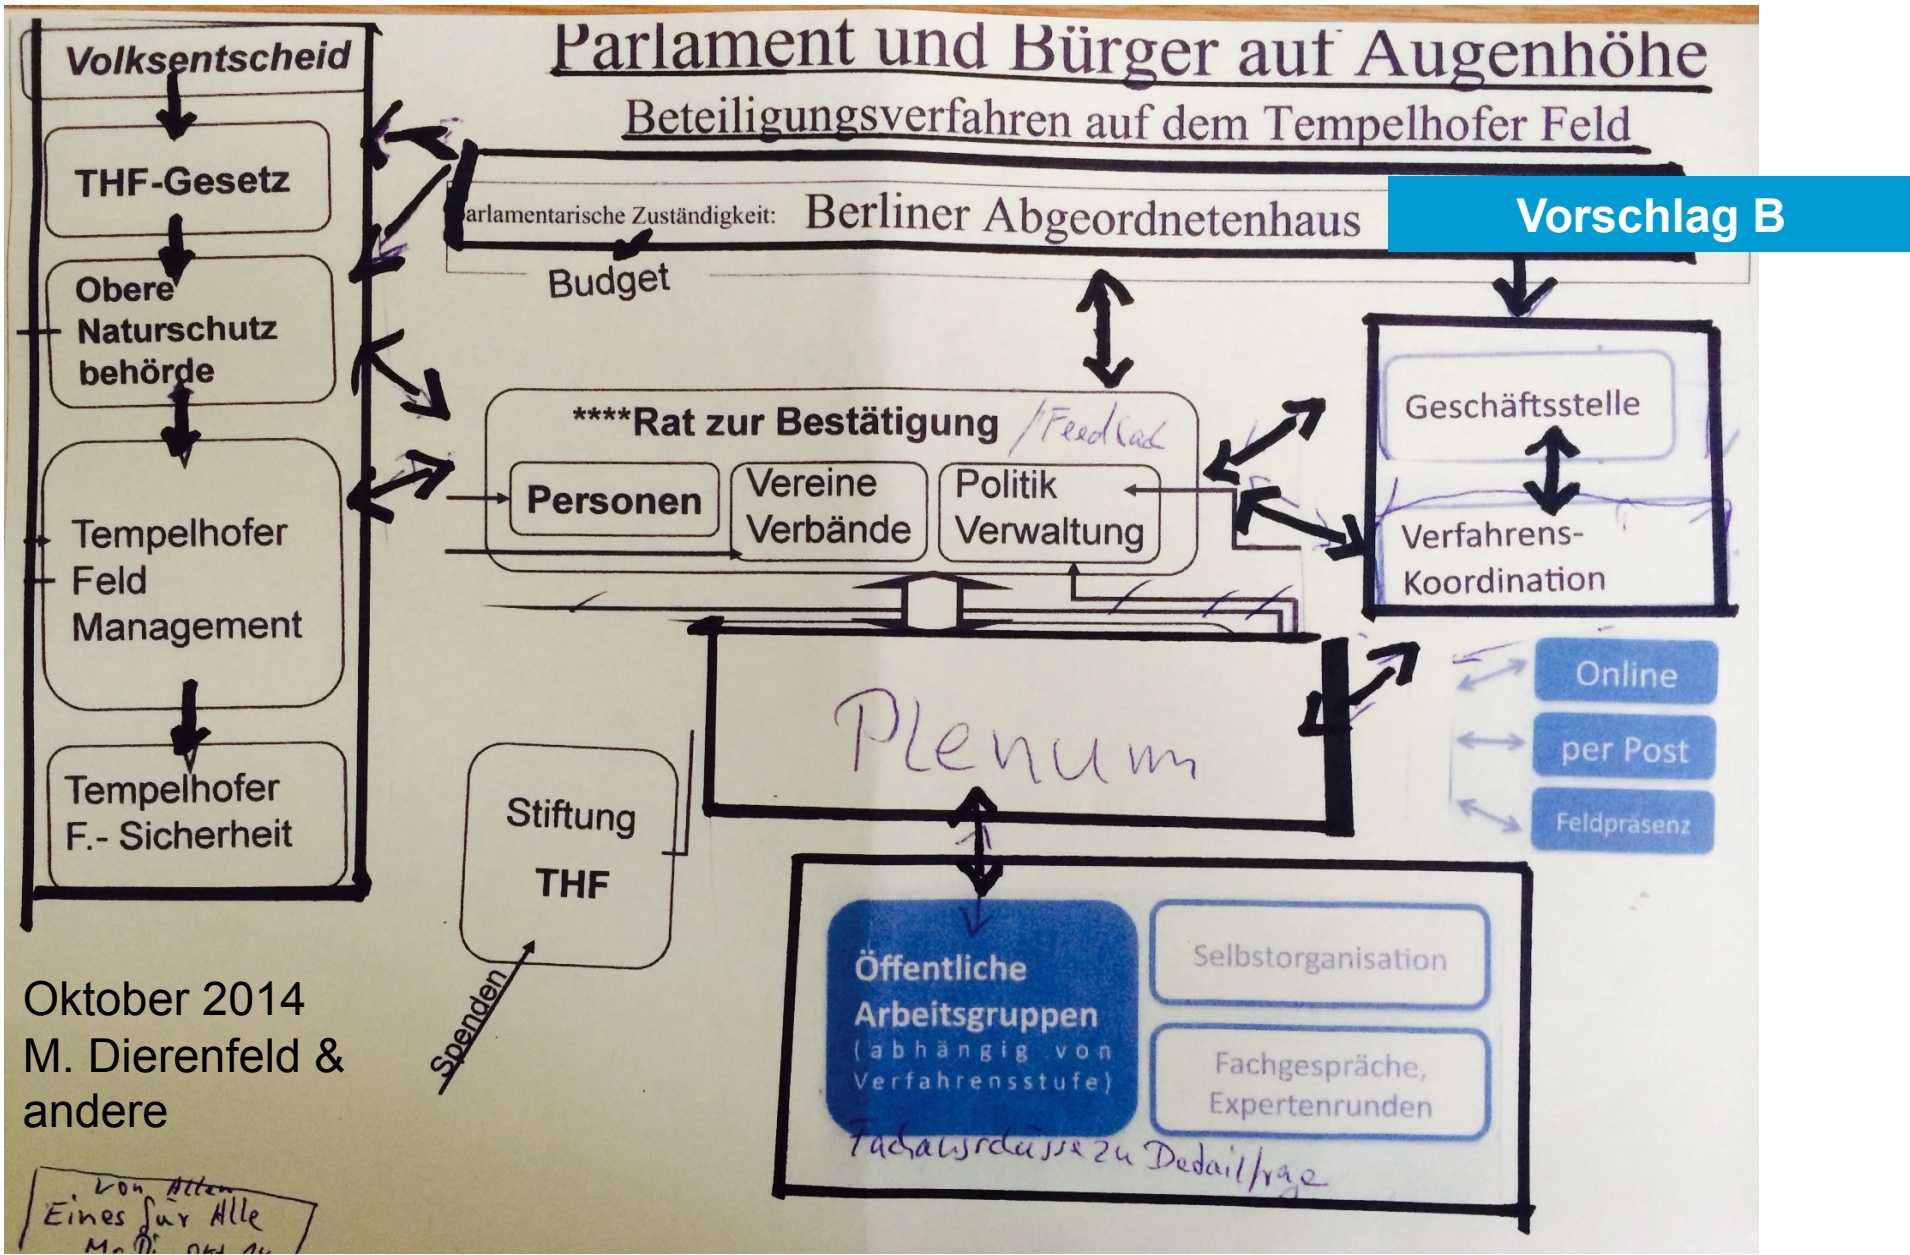 Volksentscheid
Parlament und Bürger auf Augenhöhe
Beteiligungsverfahren auf dem Tempelhofer Feld
THF-Gesetz
arlamentarische Zuständigkeit: Berliner Abgeordnetenhaus
Vorschlag B
Budget
Obere
Naturschutz
behörde
****Rat zur Bestätigung
Personen
Vereine
Verbände
Politik
Verwaltung
Geschäftsstelle
Verfahrens-
Koordination
Tempelhofer
Feld
Management
Plenum
Online
per Post
Feldpräsenz
Tempelhofer
F.- Sicherheit
Stiftung
THF
Spenden
Öffentliche
Arbeitsgruppen
(abhängig von
Verfahrensstufe)
Selbstorganisation
Fachgespräche,
Expertenrunden
Fachausschüsse zu Detailfrage
Oktober 2014
M. Dierenfeld &
andere
von Allen
Eines für Alle